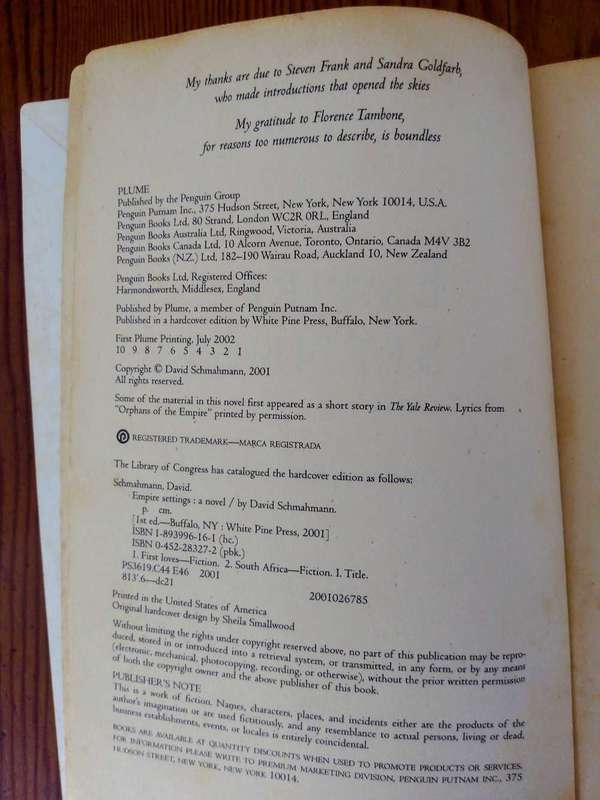 My thanks are due to Steven Frank and Sandra Goldfarb,
who made introductions that opened the skies
My gratitude to Florence Tambone,
for reasons too numerous to describe, is boundless
PLUME
Published by the Penguin Group
Penguin Putnam Inc., 375 Hudson Street, New York, New York 10014, U.S.A.
Penguin Books Ltd, 80 Strand, London WC2R 0RL, England
Penguin Books Australia Ltd, Ringwood, Victoria, Australia
Penguin Books Canada Ltd, 10 Alcorn Avenue, Toronto, Ontario, Canada M4V 3B2
Penguin Books (N.Z.) Ltd, 182–190 Wairau Road, Auckland 10, New Zealand
Penguin Books Ltd, Registered Offices:
Harmondsworth, Middlesex, England
Published by Plume, a member of Penguin Putnam Inc.
Published in a hardcover edition by White Pine Press, Buffalo, New York.
First Plume Printing, July 2002
10 9 8 7 6 5 4 3 2 1
Copyright © David Schmahmann, 2001
All rights reserved.
Some of the material in this novel first appeared as a short story in The Yale Review. Lyrics from
"Orphans of the Empire" printed by permission.
REGISTERED TRADEMARK—MARCA REGISTRADA
The Library of Congress has catalogued the hardcover edition as follows:
Schmahmann, David.
Empire settings : a novel / by David Schmahmann.
p. cm.
[1st ed.—Buffalo, NY : White Pine Press, 2001]
ISBN 1-893996-16-1 (hc.)
ISBN 0-452-28327-2 (pbk.)
1. First loves—Fiction. 2. South Africa—Fiction. I. Title.
PS3619.C44 E46 2001
813'.6—dc21
2001026785
Printed in the United States of America
Original hardcover design by Sheila Smallwood
Without limiting the rights under copyright reserved above, no part of this publication may be repro-
duced, stored in or introduced into a retrieval system, or transmitted, in any form, or by any means
(electronic, mechanical, photocopying, recording, or otherwise), without the prior written permission
of both the copyright owner and the above publisher of this book.
PUBLISHER'S NOTE
This is a work of fiction. Names, characters, places, and incidents either are the products of the
author's imagination or are used fictitiously, and any resemblance to actual persons, living or dead,
business establishments, events, or locales is entirely coincidental.
BOOKS ARE AVAILABLE AT QUANTITY DISCOUNTS WHEN USED TO PROMOTE PRODUCTS OR SERVICES.
FOR INFORMATION PLEASE WRITE TO PREMIUM MARKETING DIVISION, PENGUIN PUTNAM INC., 375
HUDSON STREET, NEW YORK, NEW YORK 10014.